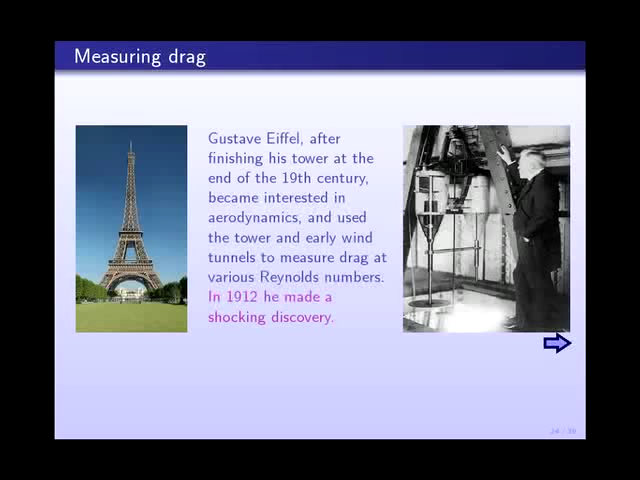 Measuring drag
Gustave Eiffel, after
finishing his tower at the
end of the 19th century,
became interested in
aerodynamics, and used
the tower and early wind
tunnels to measure drag at
various Reynolds numbers.
In 1912 he made a
shocking discovery.